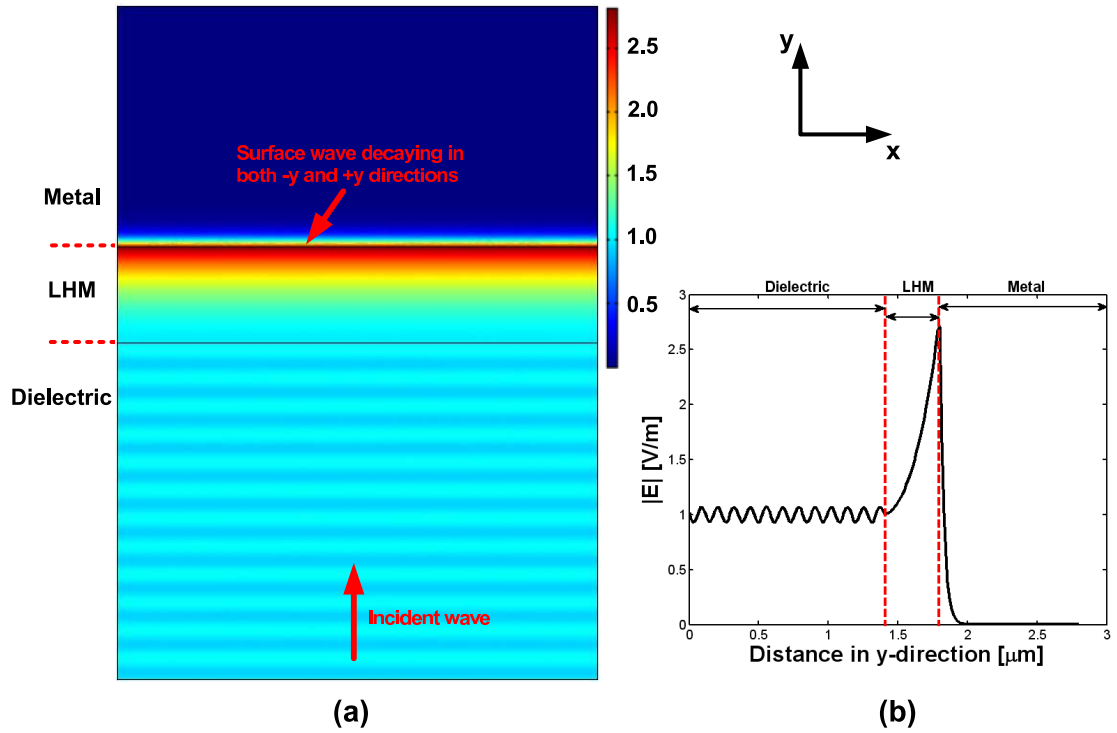 2.5
2.0
1.5
1.0
0.5
Surface wave decaying in
both -y and +y directions
Metal
LHM
Dielectric
Incident wave
(a)
y
x
Dielectric
LHM
Metal
3
2.5
2
1.5
1
0.5
0
|E| [V/m]
0
0.5
1
1.5
2
2.5
3
Distance in y-direction [μm]
(b)